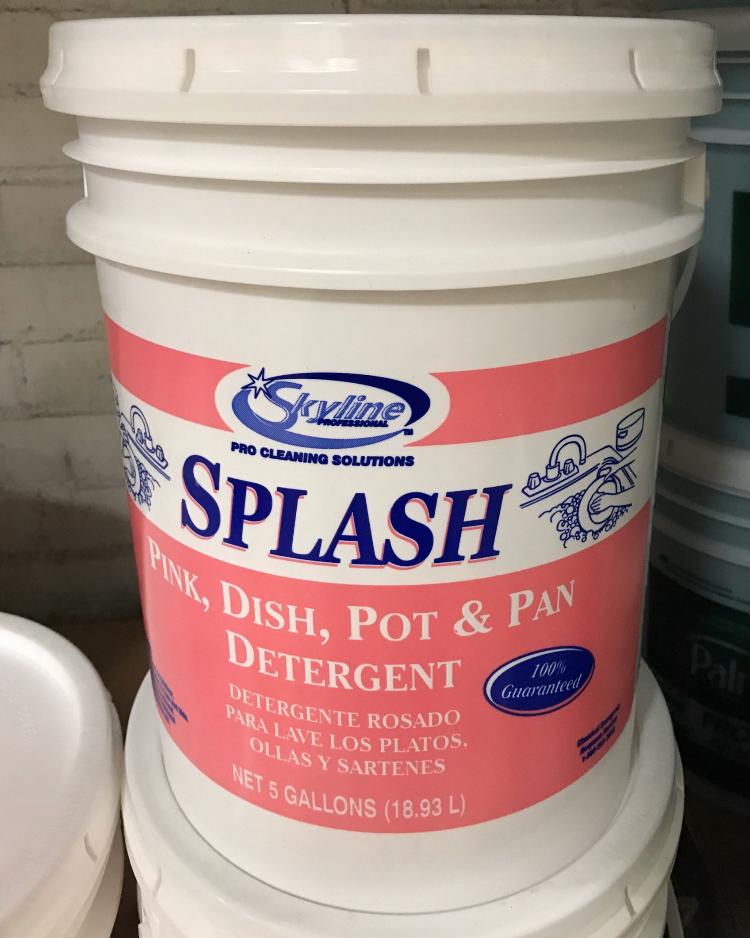 Skyline
PROFESSIONAL
™
PRO CLEANING SOLUTIONS
SPLASH
PINK, DISH, POT & PAN
DETERGENT
100%
Guaranteed
DETERGENTE ROSADO
PARA LAVE LOS PLATOS,
OLLAS Y SARTENES
NET 5 GALLONS (18.93 L)